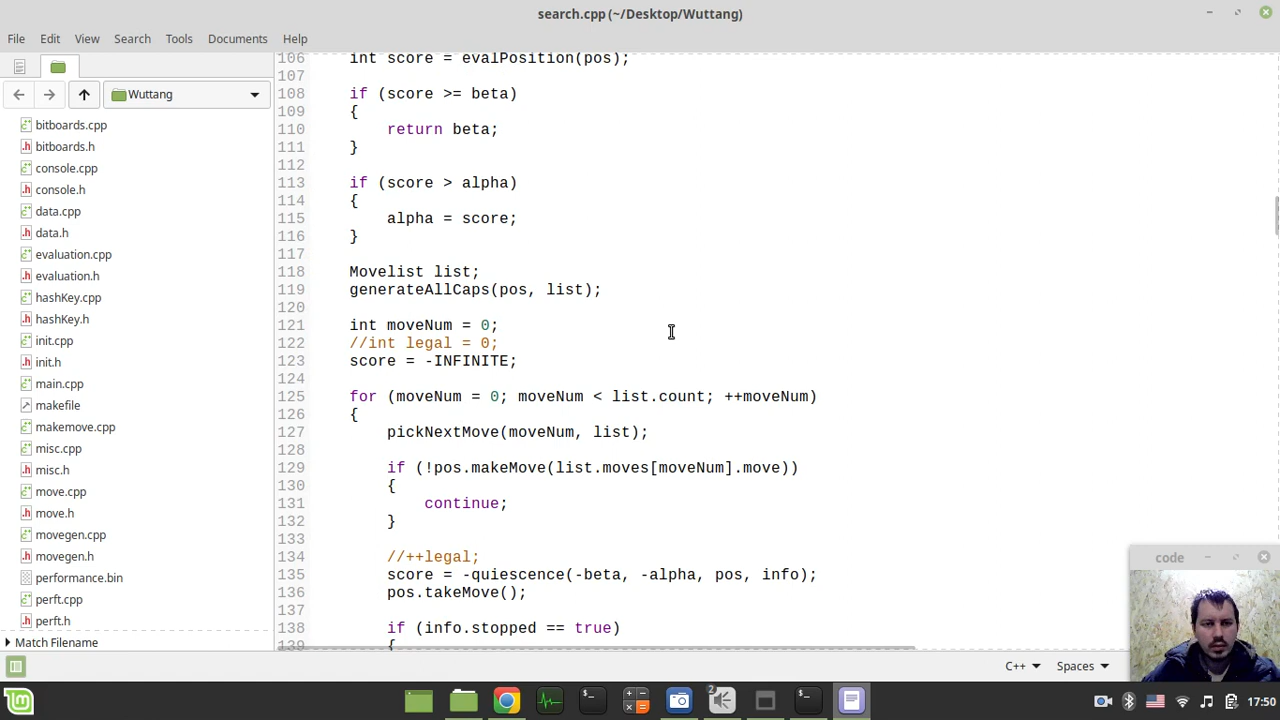 search.cpp (~/Desktop/Wuttang)
File Edit View Search Tools Documents Help
Wuttang
bitboards.cpp
bitboards.h
console.cpp
console.h
data.cpp
data.h
evaluation.cpp
evaluation.h
hashKey.cpp
hashKey.h
init.cpp
init.h
main.cpp
makefile
makemove.cpp
misc.cpp
misc.h
move.cpp
move.h
movegen.cpp
movegen.h
performance.bin
perft.cpp
perft.h
Match Filename
106 int score = evalPosition(pos);
107
108 if (score >= beta)
109 {
110 return beta;
111 }
112
113 if (score > alpha)
114 {
115 alpha = score;
116 }
117
118 Movelist list;
119 generateAllCaps(pos, list);
120
121 int moveNum = 0;
122 //int legal = 0;
123 score = -INFINITE;
124
125 for (moveNum = 0; moveNum < list.count; ++moveNum)
126 {
127 pickNextMove(moveNum, list);
128
129 if (!pos.makeMove(list.moves[moveNum].move))
130 {
131 continue;
132 }
133
134 //++legal;
135 score = -quiescence(-beta, -alpha, pos, info);
136 pos.takeMove();
137
138 if (info.stopped == true)
139 {
code
C++ Spaces
2
17:50